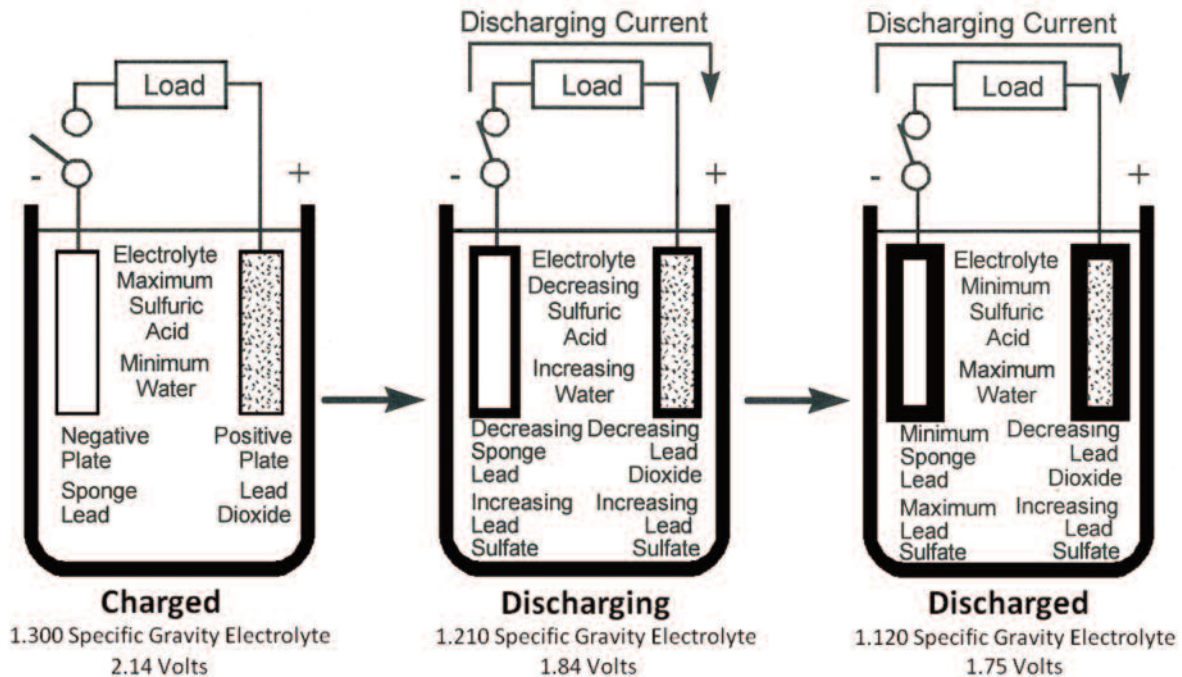 Load
-
+
Electrolyte
Maximum
Sulfuric
Acid
Minimum
Water
Negative
Plate
Positive
Plate
Sponge
Lead
Lead
Dioxide
Charged
1.300 Specific Gravity Electrolyte
2.14 Volts
Discharging Current
Load
-
+
Electrolyte
Decreasing
Sulfuric
Acid
Increasing
Water
Decreasing
Sponge
Lead
Decreasing
Lead
Dioxide
Increasing
Lead
Sulfate
Increasing
Lead
Sulfate
Discharging
1.210 Specific Gravity Electrolyte
1.84 Volts
Discharging Current
Load
-
+
Electrolyte
Minimum
Sulfuric
Acid
Maximum
Water
Minimum
Sponge
Lead
Decreasing
Lead
Dioxide
Maximum
Lead
Sulfate
Increasing
Lead
Sulfate
Discharged
1.120 Specific Gravity Electrolyte
1.75 Volts